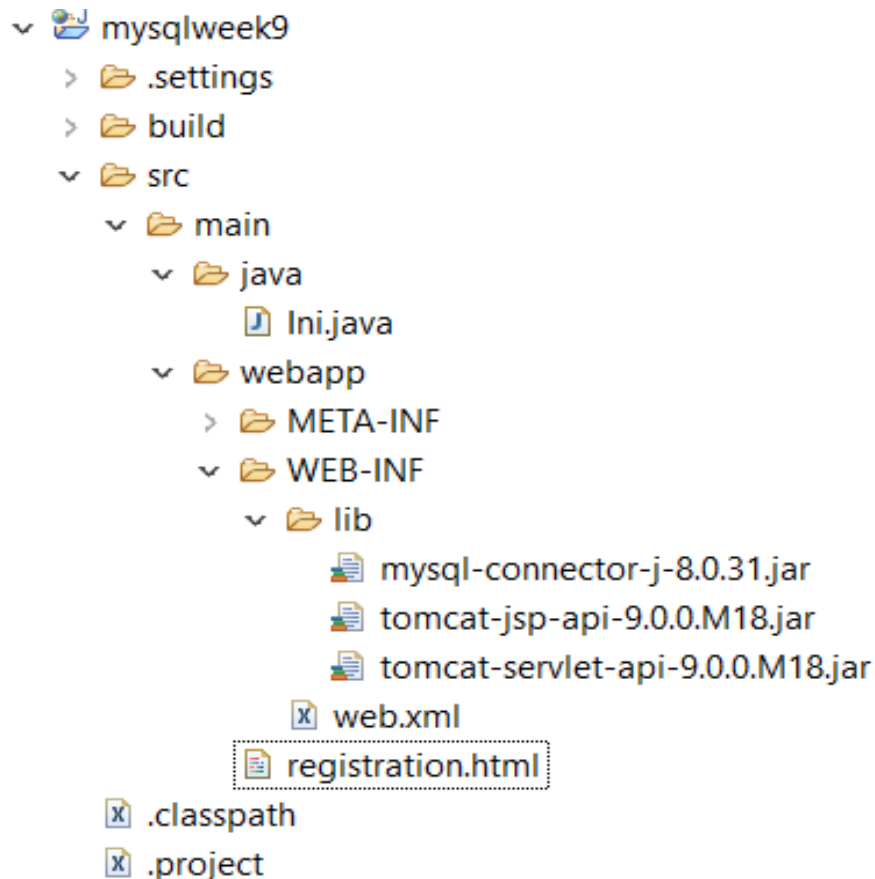 mysqlweek9
.settings
build
src
main
java
Ini.java
webapp
META-INF
WEB-INF
lib
mysql-connector-j-8.0.31.jar
tomcat-jsp-api-9.0.0.M18.jar
tomcat-servlet-api-9.0.0.M18.jar
web.xml
registration.html
.classpath
.project